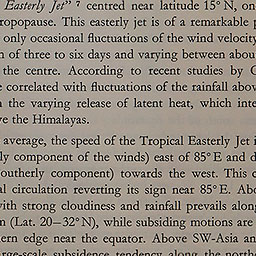 Easterly Jet" 7 centred near latitude 15° N, on
ropopause. This easterly jet is of a remarkable p
only occasional fluctuations of the wind velocity
n of three to six days and varying between abou
the centre. According to recent studies by G
e correlated with fluctuations of the rainfall above
h the varying release of latent heat, which inte
ve the Himalayas.
average, the speed of the Tropical Easterly Jet i
ly component of the winds) east of 85° E and d
outherly component) towards the west. This c
al circulation reverting its sign near 85° E. Abo
ith strong cloudiness and rainfall prevails along
n (Lat. 20—32° N), while subsiding motions are
ern edge near the equator. Above SW-Asia an
arge-scale subsidence tendency along the north